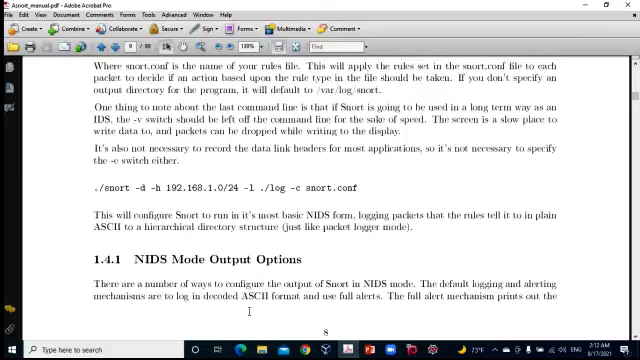 Asnort_manual.pdf - Adobe Acrobat Pro
File Edit View Document Comments Forms Tools Advanced Window Help
Create Combine Collaborate Secure Sign Forms Multimedia Comment
9 / 89 139% Find
Where snort.conf is the name of your rules file. This will apply the rules set in the snort.conf file to each
packet to decide if an action based upon the rule type in the file should be taken. If you don't specify an
output directory for the program, it will default to /var/log/snort.
One thing to note about the last command line is that if Snort is going to be used in a long term way as an
IDS, the -v switch should be left off the command line for the sake of speed. The screen is a slow place to
write data to, and packets can be dropped while writing to the display.
It's also not necessary to record the data link headers for most applications, so it's not necessary to specify
the -e switch either.
./snort -d -h 192.168.1.0/24 -l ./log -c snort.conf
This will configure Snort to run in it's most basic NIDS form, logging packets that the rules tell it to in plain
ASCII to a hierarchical directory structure (just like packet logger mode).
1.4.1 NIDS Mode Output Options
There are a number of ways to configure the output of Snort in NIDS mode. The default logging and alerting
mechanisms are to log in decoded ASCII format and use full alerts. The full alert mechanism prints out the
8
Type here to search
73°F ENG 2:12 AM
8/17/2021